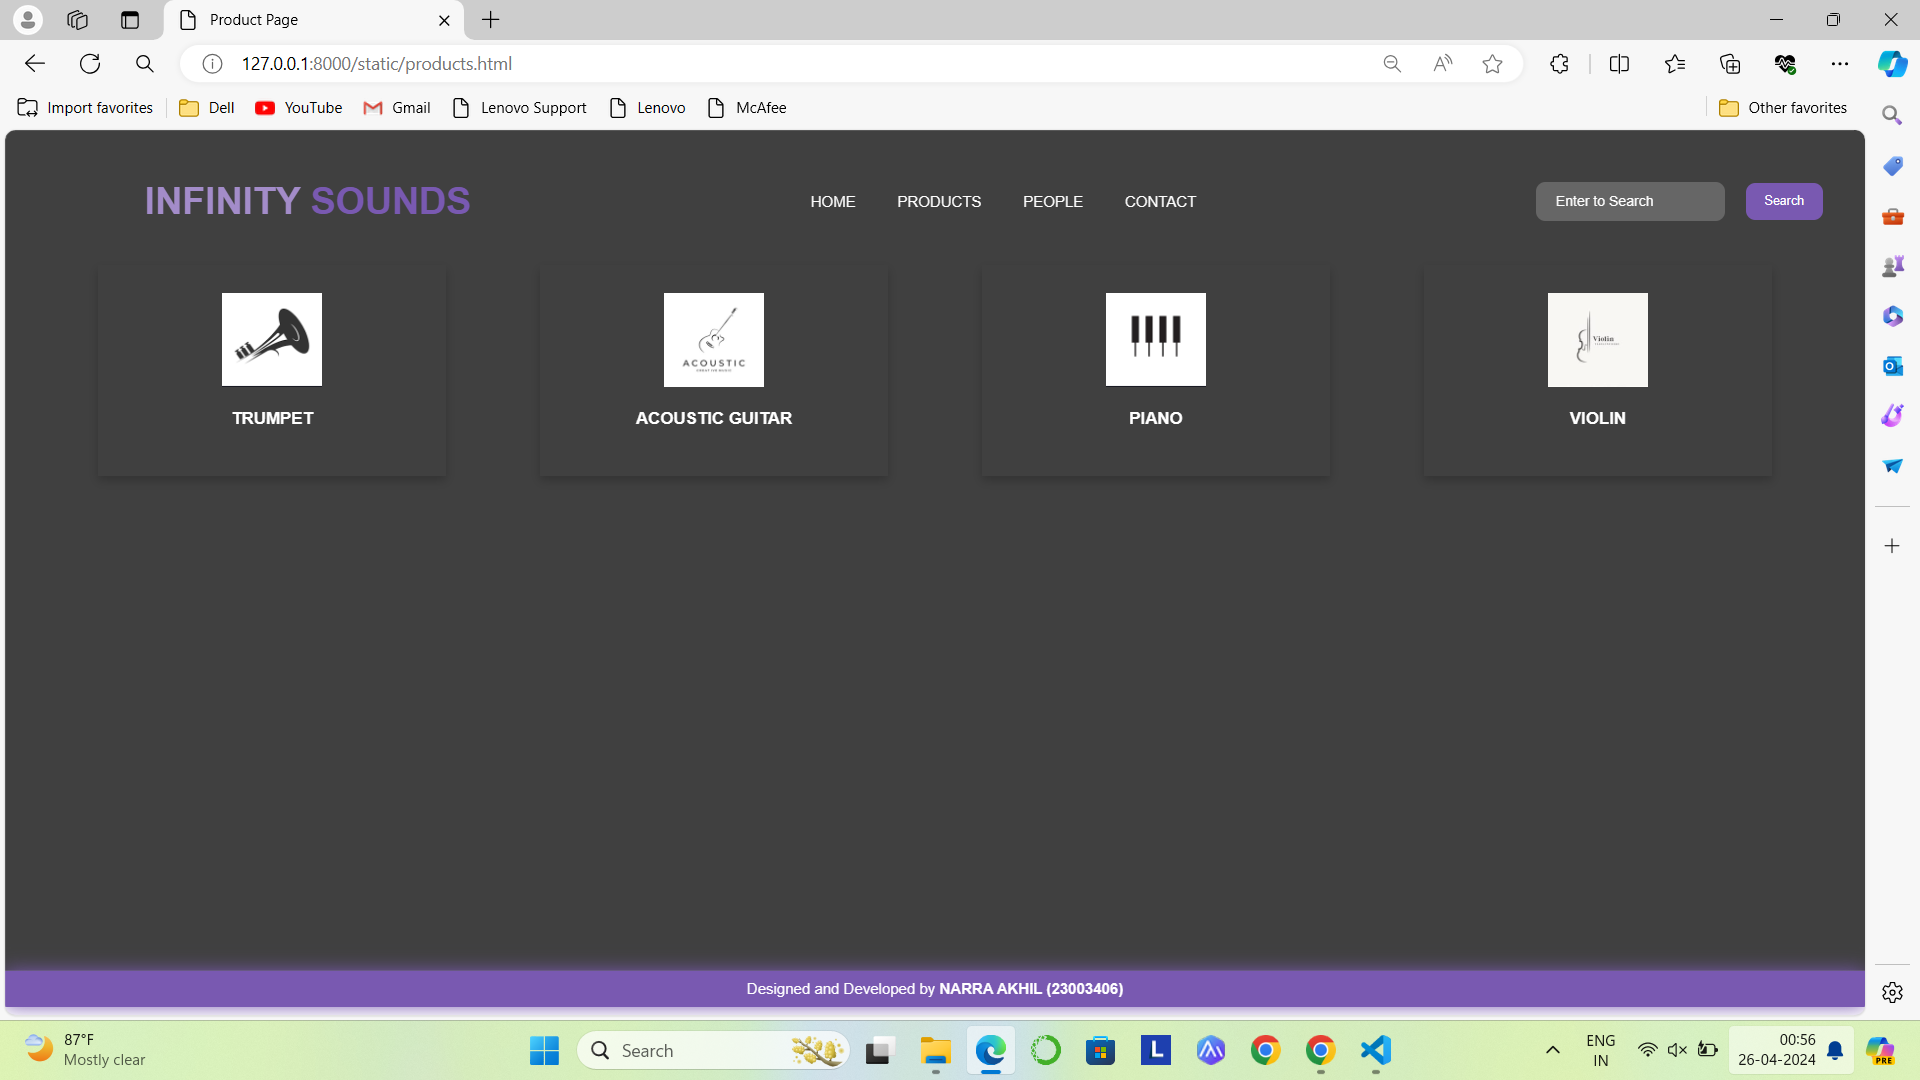 Product Page
127.0.0.1:8000/static/products.html
Import favorites Dell YouTube Gmail Lenovo Support Lenovo McAfee Other favorites
INFINITY SOUNDS HOME PRODUCTS PEOPLE CONTACT Enter to Search Search
ACOUSTIC
Violin
TRUMPET ACOUSTIC GUITAR PIANO VIOLIN
Designed and Developed by NARRA AKHIL (23003406)
87°F
Mostly clear
Search
L
ENG
IN
00:56
26-04-2024
PRE